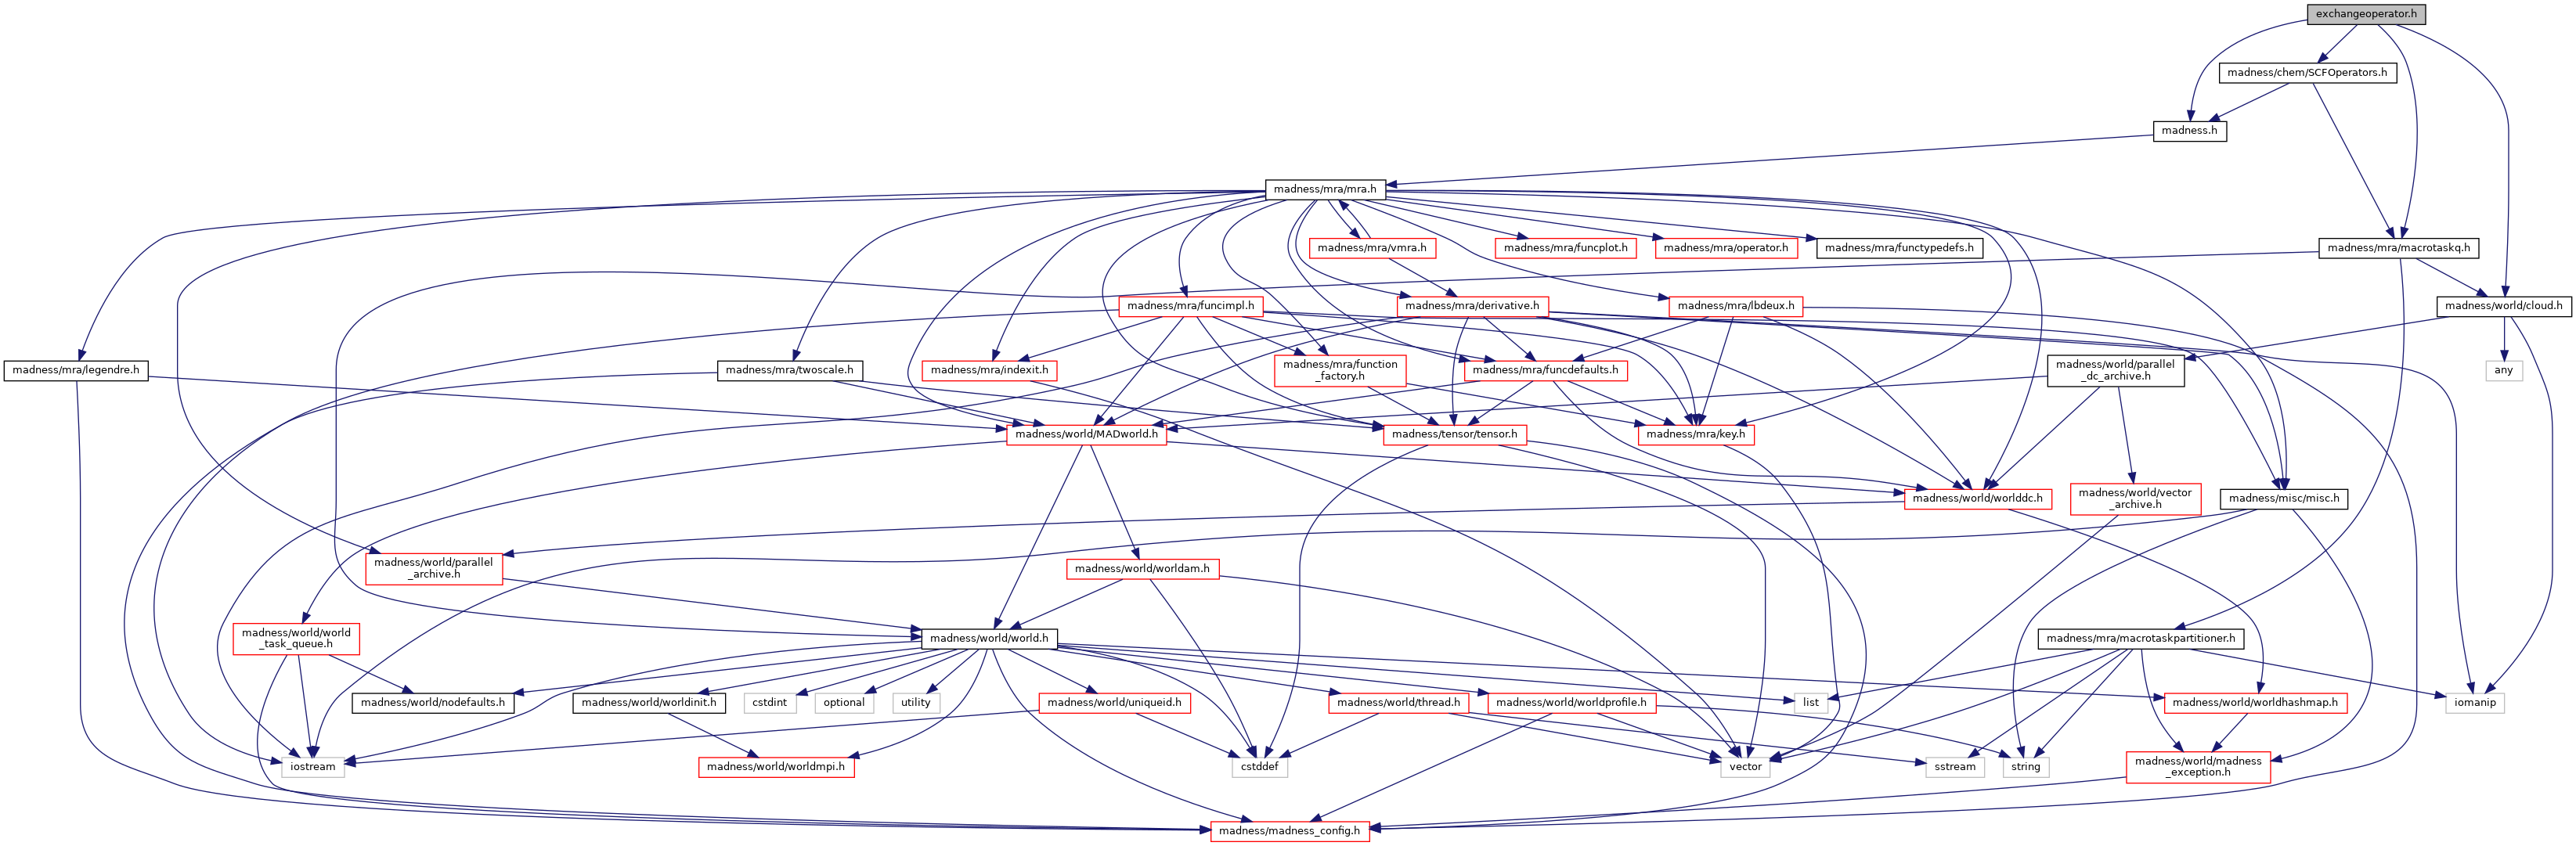 exchangeoperator.h
madness/chem/SCFOperators.h
madness.h
madness/mra/mra.h
madness/mra/vmra.h
madness/mra/funcplot.h
madness/mra/operator.h
madness/mra/functypedefs.h
madness/mra/macrotaskq.h
madness/mra/funcimpl.h
madness/mra/derivative.h
madness/mra/lbdeux.h
madness/world/cloud.h
madness/mra/legendre.h
madness/mra/twoscale.h
madness/mra/indexit.h
madness/mra/function
_factory.h
madness/mra/funcdefaults.h
madness/world/parallel
_dc_archive.h
any
madness/world/MADworld.h
madness/tensor/tensor.h
madness/mra/key.h
madness/world/worlddc.h
madness/world/vector
_archive.h
madness/misc/misc.h
madness/world/parallel
_archive.h
madness/world/worldam.h
madness/world/world
_task_queue.h
madness/world/world.h
madness/mra/macrotaskpartitioner.h
madness/world/nodefaults.h
madness/world/worldinit.h
cstdint
optional
utility
madness/world/uniqueid.h
madness/world/thread.h
madness/world/worldprofile.h
list
madness/world/worldhashmap.h
iomanip
iostream
madness/world/worldmpi.h
cstddef
vector
sstream
string
madness/world/madness
_exception.h
madness/madness_config.h